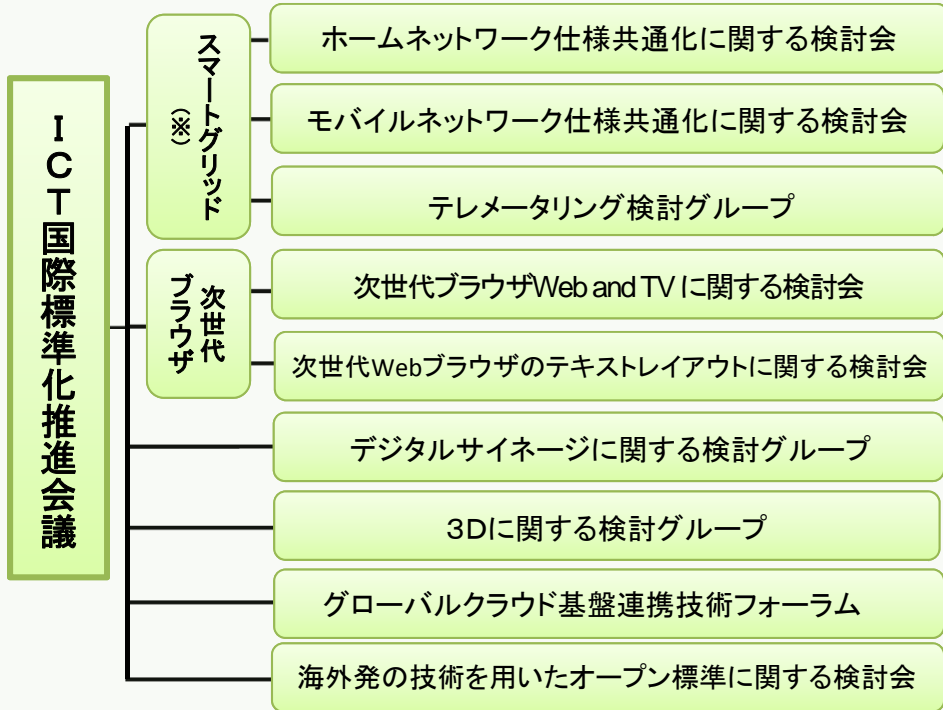 ICT国際標準化推進会議
スマートグリッド
(※)
ホームネットワーク仕様共通化に関する検討会
モバイルネットワーク仕様共通化に関する検討会
テレメータリング検討グループ
次世代
ブラウザ
次世代ブラウザWeb and TV に関する検討会
次世代Webブラウザのテキストレイアウトに関する検討会
デジタルサイネージに関する検討グループ
3Dに関する検討グループ
グローバルクラウド基盤連携技術フォーラム
海外発の技術を用いたオープン標準に関する検討会